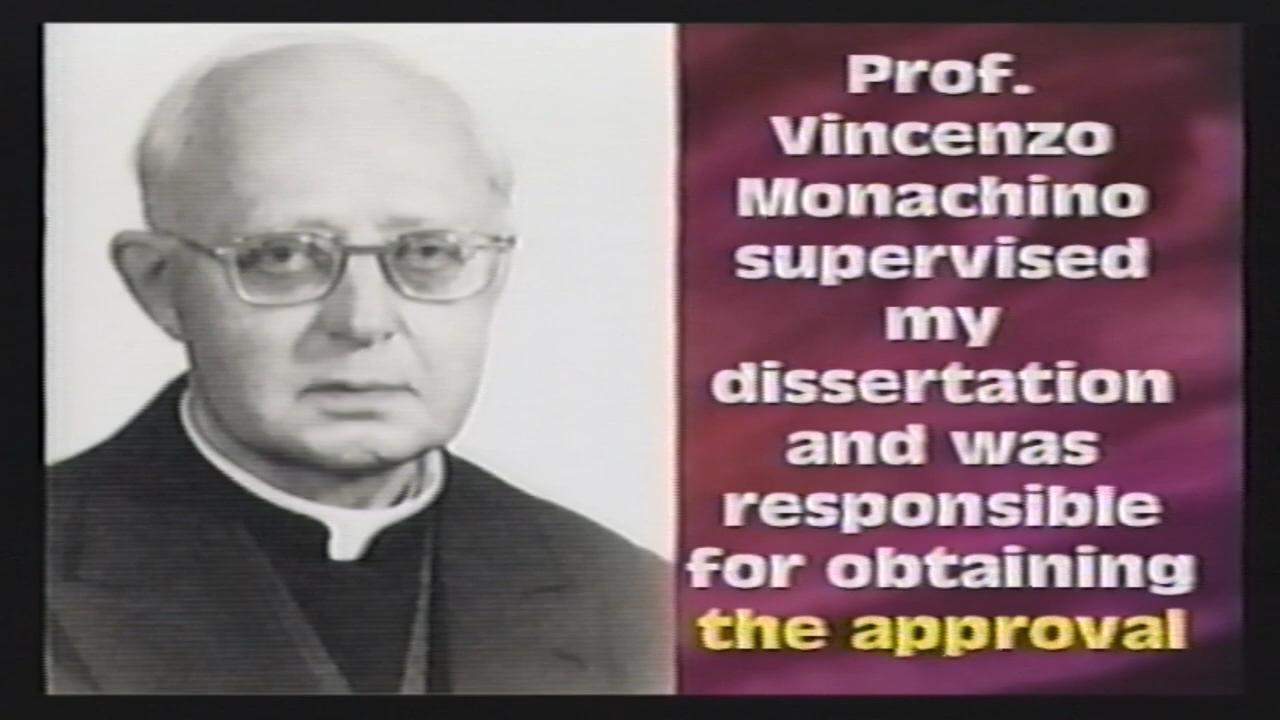 Prof.
Vincenzo
Monachino
supervised
my
dissertation
and was
responsible
for obtaining
the approval